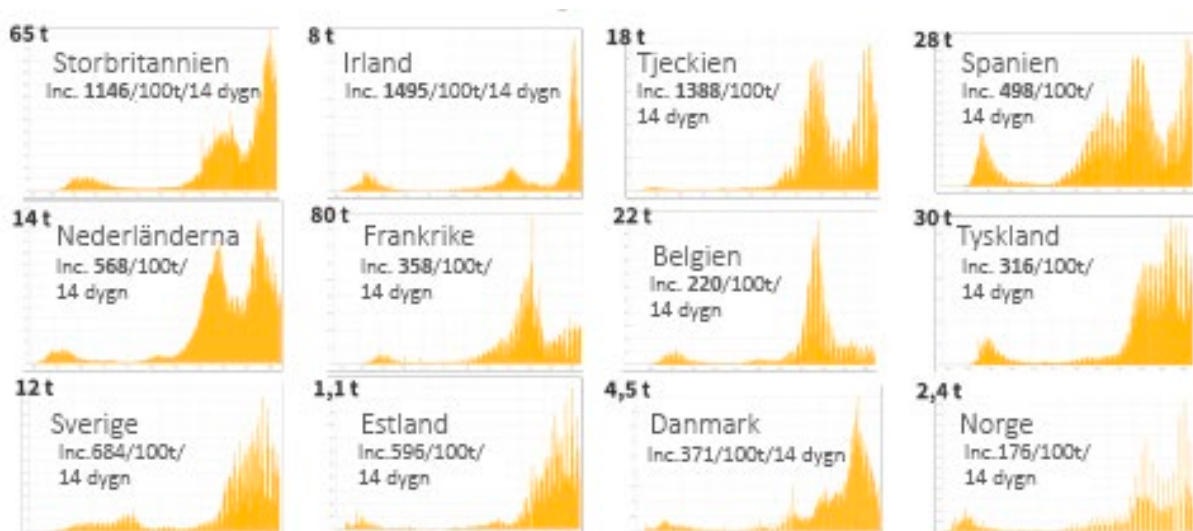 65 t
Storbritannien
Inc. 1146/100t/14 dygn
8 t
Irland
Inc. 1495/100t/14 dygn
18 t
Tjeckien
Inc. 1388/100t/
14 dygn
28 t
Spanien
Inc. 498/100t/
14 dygn
14 t
Nederländerna
Inc. 568/100t/
14 dygn
80 t
Frankrike
Inc. 358/100t/
14 dygn
22 t
Belgien
Inc. 220/100t/
14 dygn
30 t
Tyskland
Inc. 316/100t/
14 dygn
12 t
Sverige
Inc.684/100t/
14 dygn
1,1 t
Estland
Inc.596/100t/
14 dygn
4,5 t
Danmark
Inc.371/100t/14 dygn
2,4 t
Norge
Inc.176/100t/
14 dygn